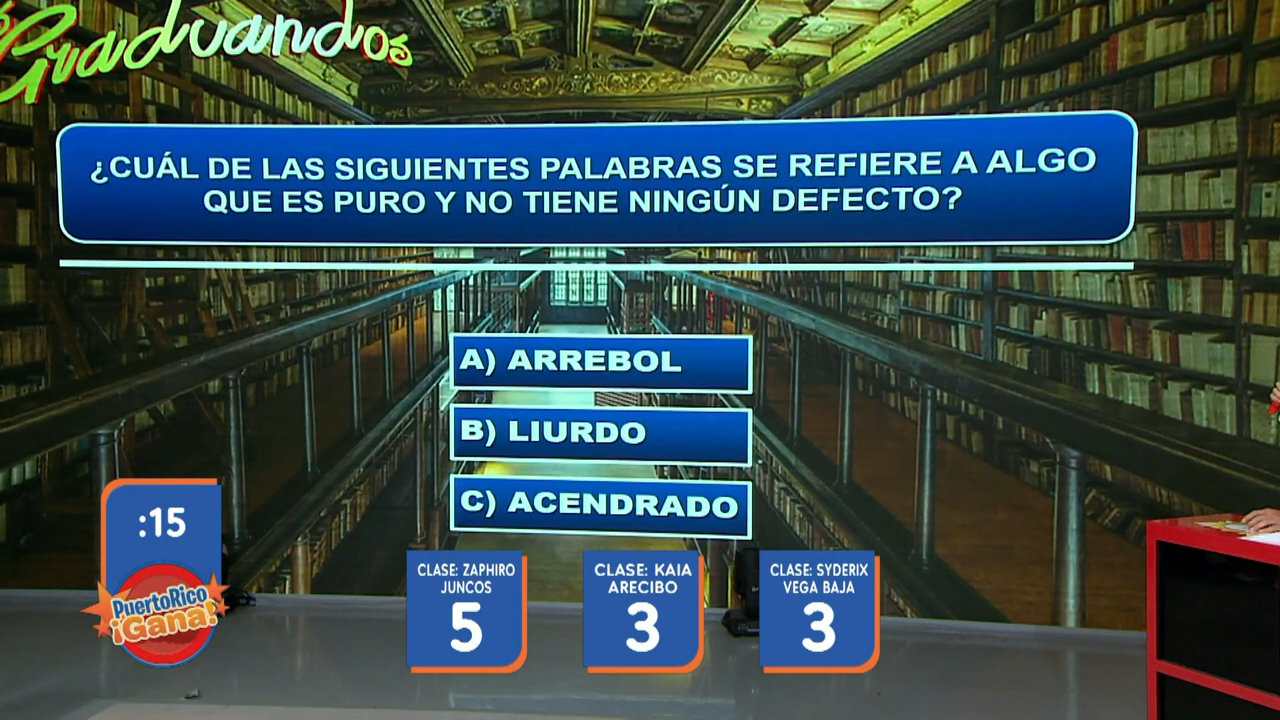 Graduandos
¿CUÁL DE LAS SIGUIENTES PALABRAS SE REFIERE A ALGO
QUE ES PURO Y NO TIENE NINGÚN DEFECTO?
A) ARREBOL
B) LIURDO
C) ACENDRADO
:15
PuertoRico
¡Gana!
CLASE: ZAPHIRO
JUNCOS
5
CLASE: KAIA
ARECIBO
3
CLASE: SYDERIX
VEGA BAJA
3